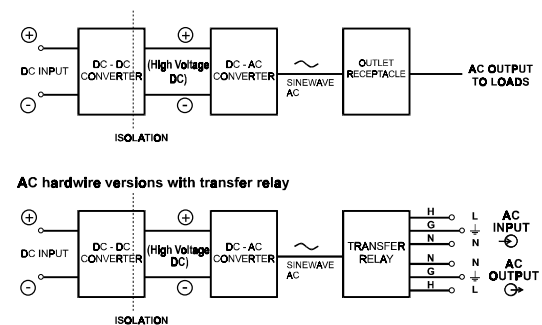 DC INPUT
DC - DC
CONVERTER
(High Voltage
DC)
DC - AC
CONVERTER
SINEWAVE
AC
OUTLET
RECEPTACLE
AC OUTPUT
TO LOADS
ISOLATION
AC hardwire versions with transfer relay
DC INPUT
DC - DC
CONVERTER
(High Voltage
DC)
DC - AC
CONVERTER
SINEWAVE
AC
TRANSFER
RELAY
H L
G
N N
AC
INPUT
N N
G
H L
AC
OUTPUT
ISOLATION